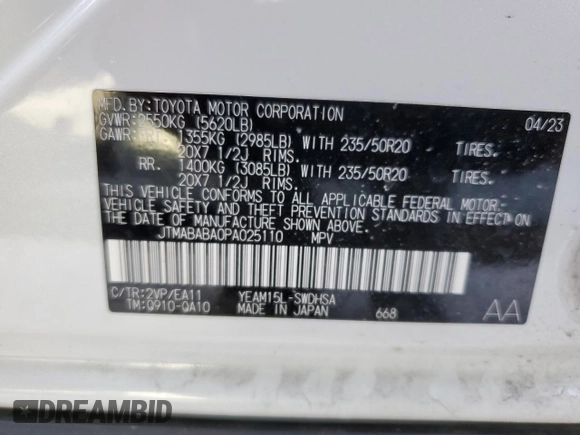 MFD.BY:TOYOTA MOTOR CORPORATION 04/23
GVWR:2550KG (5620LB)
GAWR:FRT. 1355KG (2985LB) WITH 235/50R20 TIRES.
20X7 1/2J RIMS.
RR. 1400KG (3085LB) WITH 235/50R20 TIRES.
20X7 1/2J RIMS.
THIS VEHICLE CONFORMS TO ALL APPLICABLE FEDERAL MOTOR
VEHICLE SAFETY AND THEFT PREVENTION STANDARDS IN EFFECT ON
THE DATE OF MANUFACTURE SHOWN ABOVE.
JTMABABA0PA025110 MPV
C/TR:2VP/EA11 YEAM15L-SWDHSA AA
TM:Q910-QA10 MADE IN JAPAN 668
DREAMBID